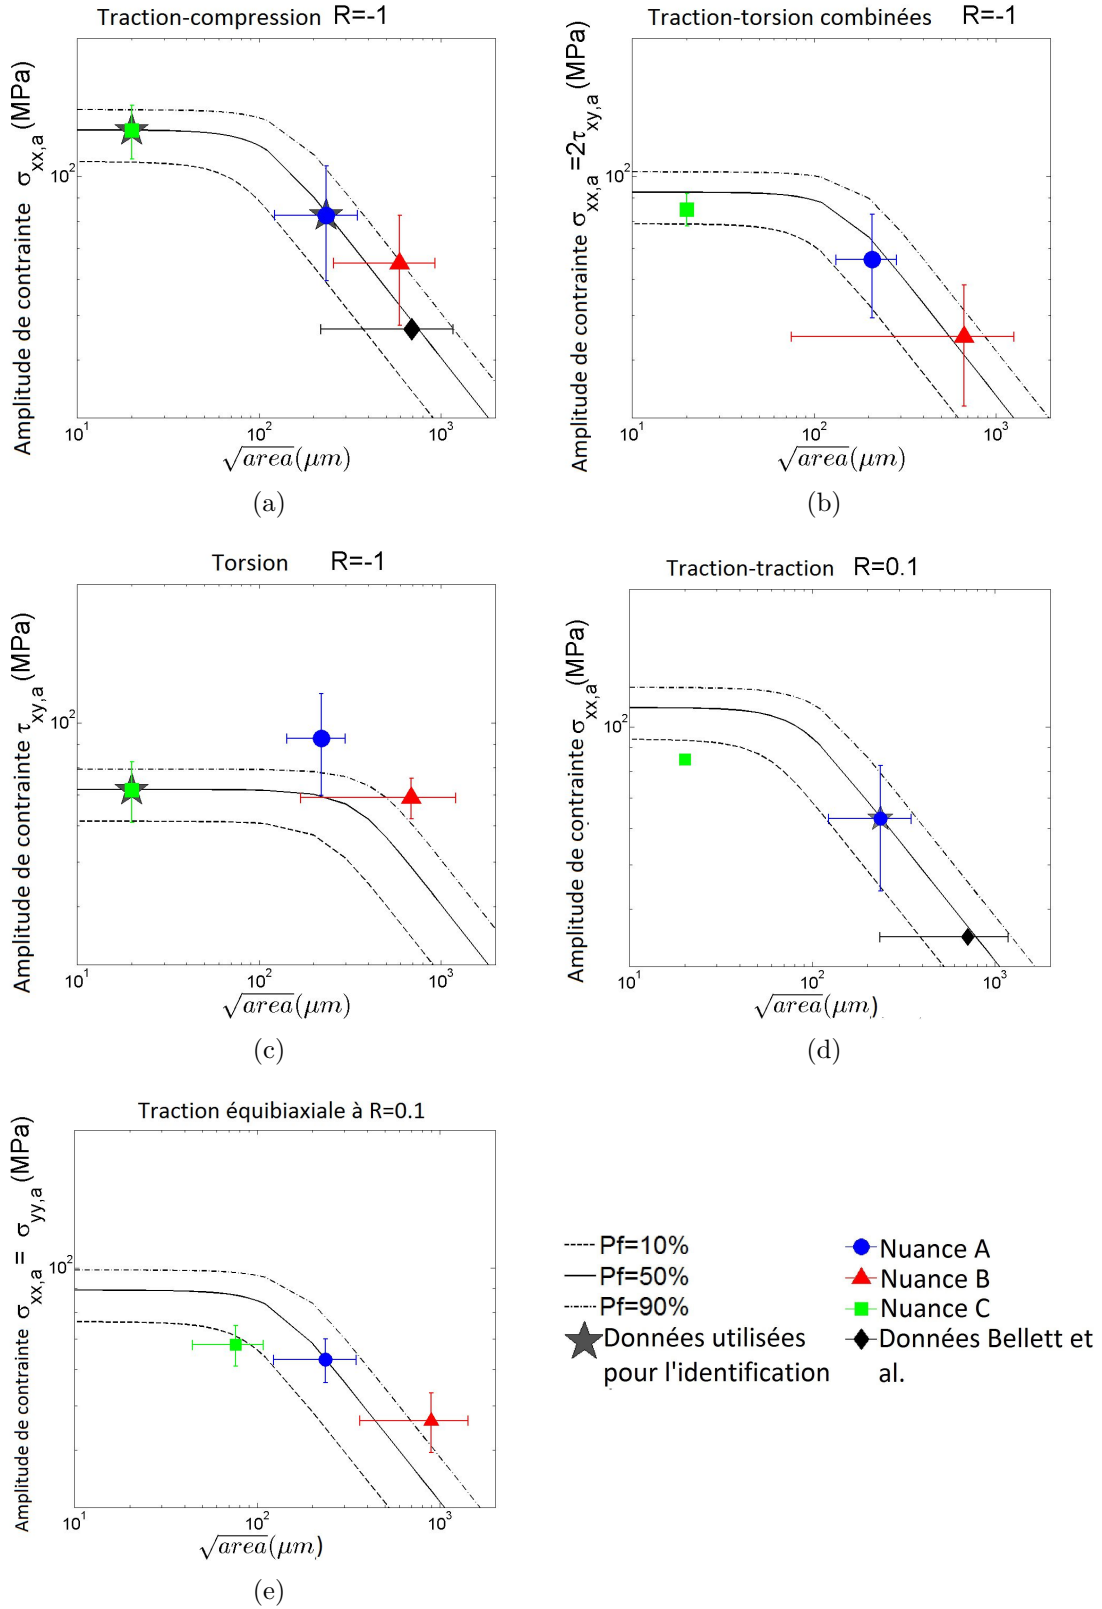 Traction-compression R=-1
Amplitude de contrainte σxx,a (MPa)
10²
10¹ 10² 10³
√area(μm)
(a)
Traction-torsion combinées R=-1
Amplitude de contrainte σxx,a =2τxy,a (MPa)
10²
10¹ 10² 10³
√area(μm)
(b)
Torsion R=-1
Amplitude de contrainte τxy,a (MPa)
10²
10¹ 10² 10³
√area(μm)
(c)
Traction-traction R=0.1
Amplitude de contrainte σxx,a (MPa)
10²
10¹ 10² 10³
√area(μm)
(d)
Traction équibiaxiale à R=0.1
Amplitude de contrainte σxx,a = σyy,a (MPa)
10²
10¹ 10² 10³
√area(μm)
(e)
Pf=10%
Pf=50%
Pf=90%
Données utilisées
pour l'identification
Nuance A
Nuance B
Nuance C
Données Bellett et
al.